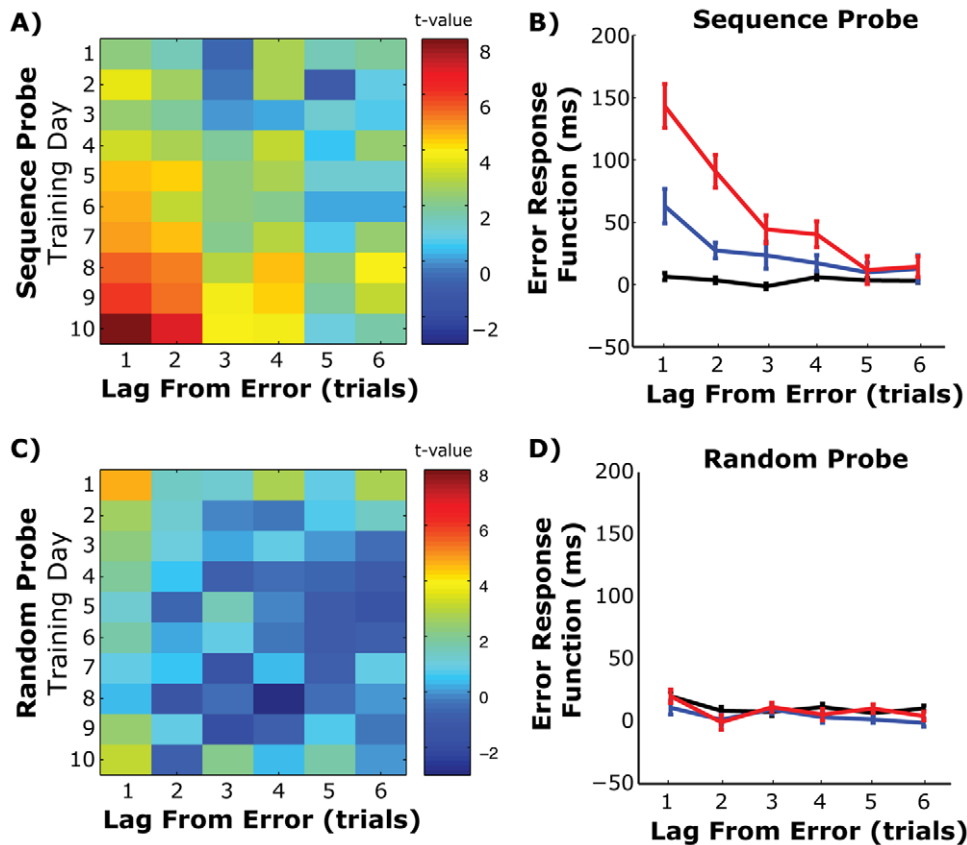 A)
t-value
Sequence Probe
Training Day
1
2
3
4
5
6
7
8
9
10
8
6
4
2
0
−2
1 2 3 4 5 6
Lag From Error (trials)
B)
Sequence Probe
Error Response
Function (ms)
200
150
100
50
0
−50
1 2 3 4 5 6
Lag From Error (trials)
C)
t-value
Random Probe
Training Day
1
2
3
4
5
6
7
8
9
10
8
6
4
2
0
−2
1 2 3 4 5 6
Lag From Error (trials)
D)
Random Probe
Error Response
Function (ms)
200
150
100
50
0
−50
1 2 3 4 5 6
Lag From Error (trials)